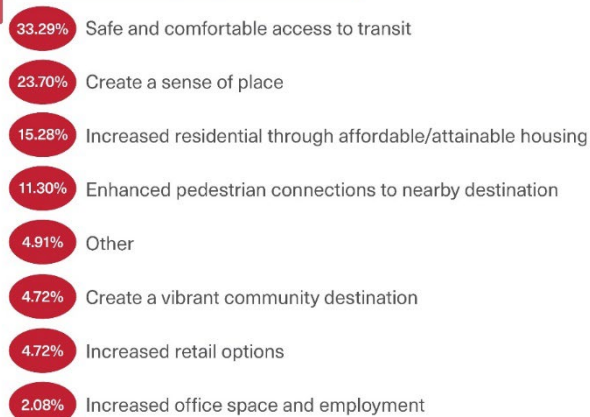 33.29% Safe and comfortable access to transit
23.70% Create a sense of place
15.28% Increased residential through affordable/attainable housing
11.30% Enhanced pedestrian connections to nearby destination
4.91% Other
4.72% Create a vibrant community destination
4.72% Increased retail options
2.08% Increased office space and employment